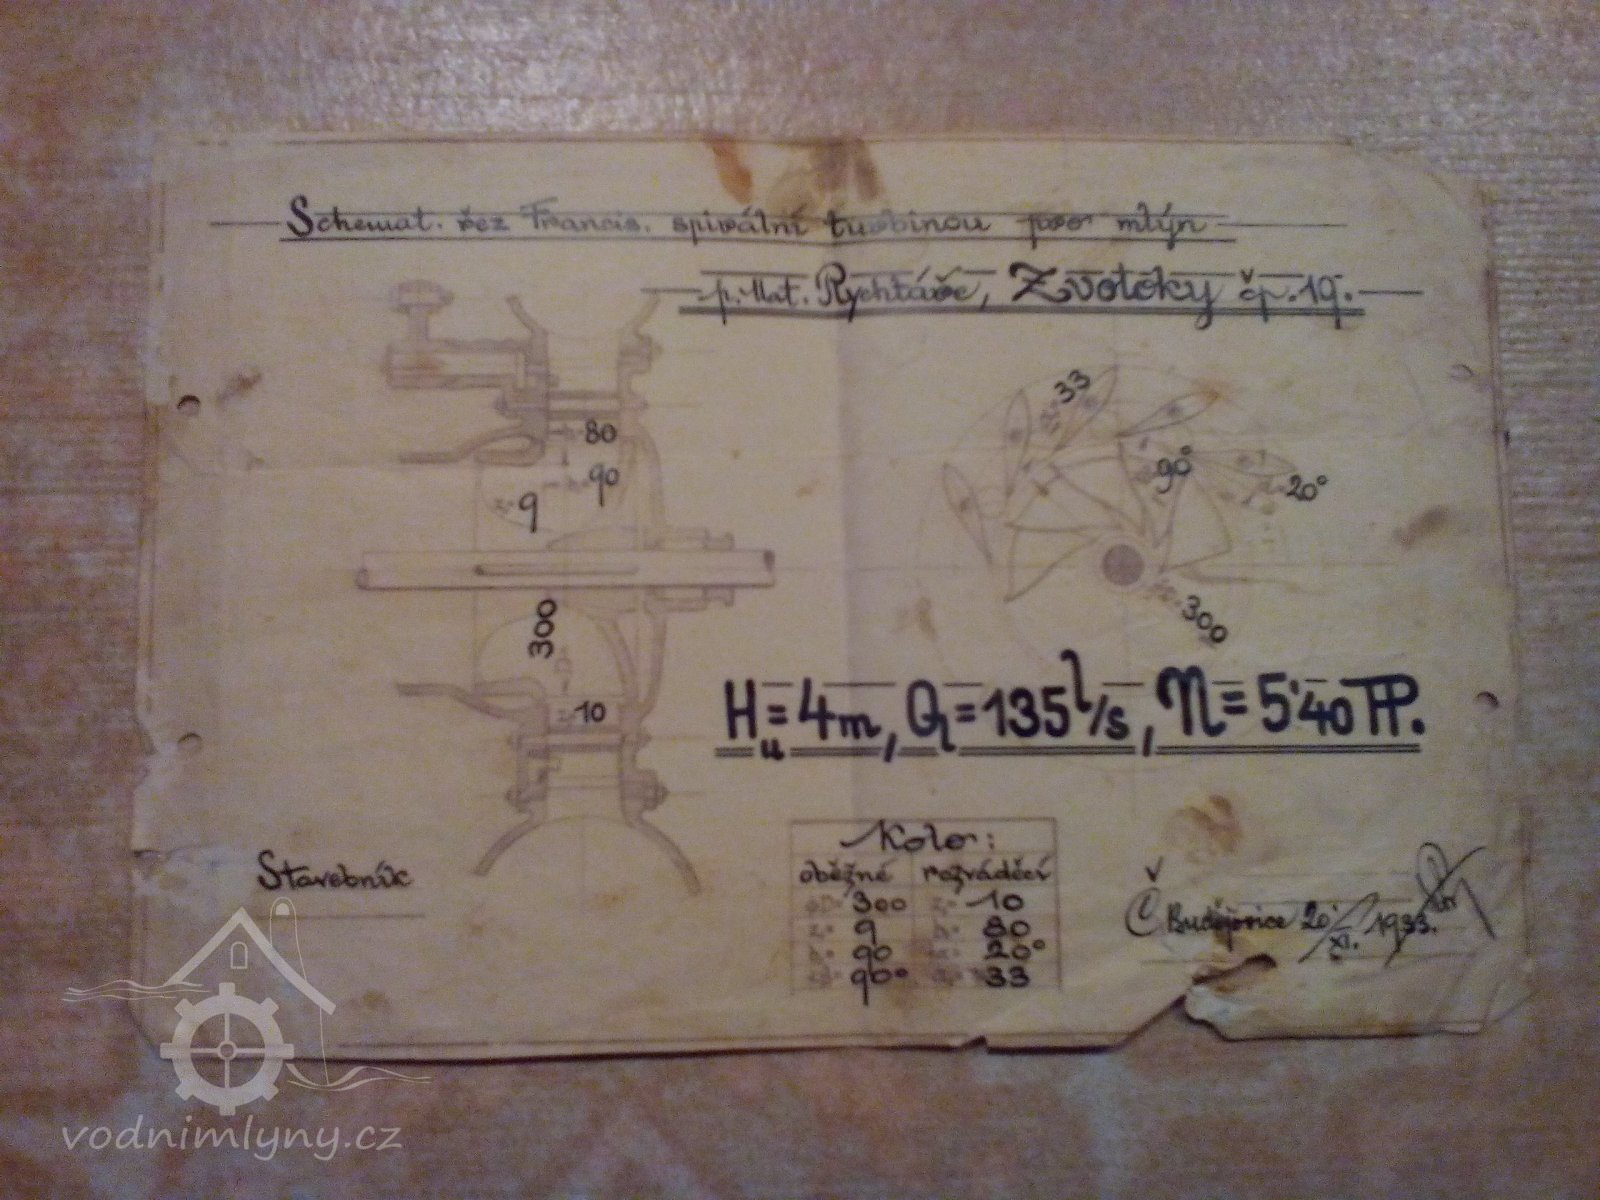 Schemat. řez Francis. spirální turbinou pro mlýn
p. Mat. Rychtáře, Zvotoky čp. 19.
33
80
90
9
90°
20°
300
300
10
Hu = 4m, Q = 135 l/s, N = 5'40 HP.
Kolo:
oběžné rozváděcí
300 10
9 80
90 20°
90° 33
Stavebník
Č Budějovice 20/XI. 1933.
vodnimlyny.cz